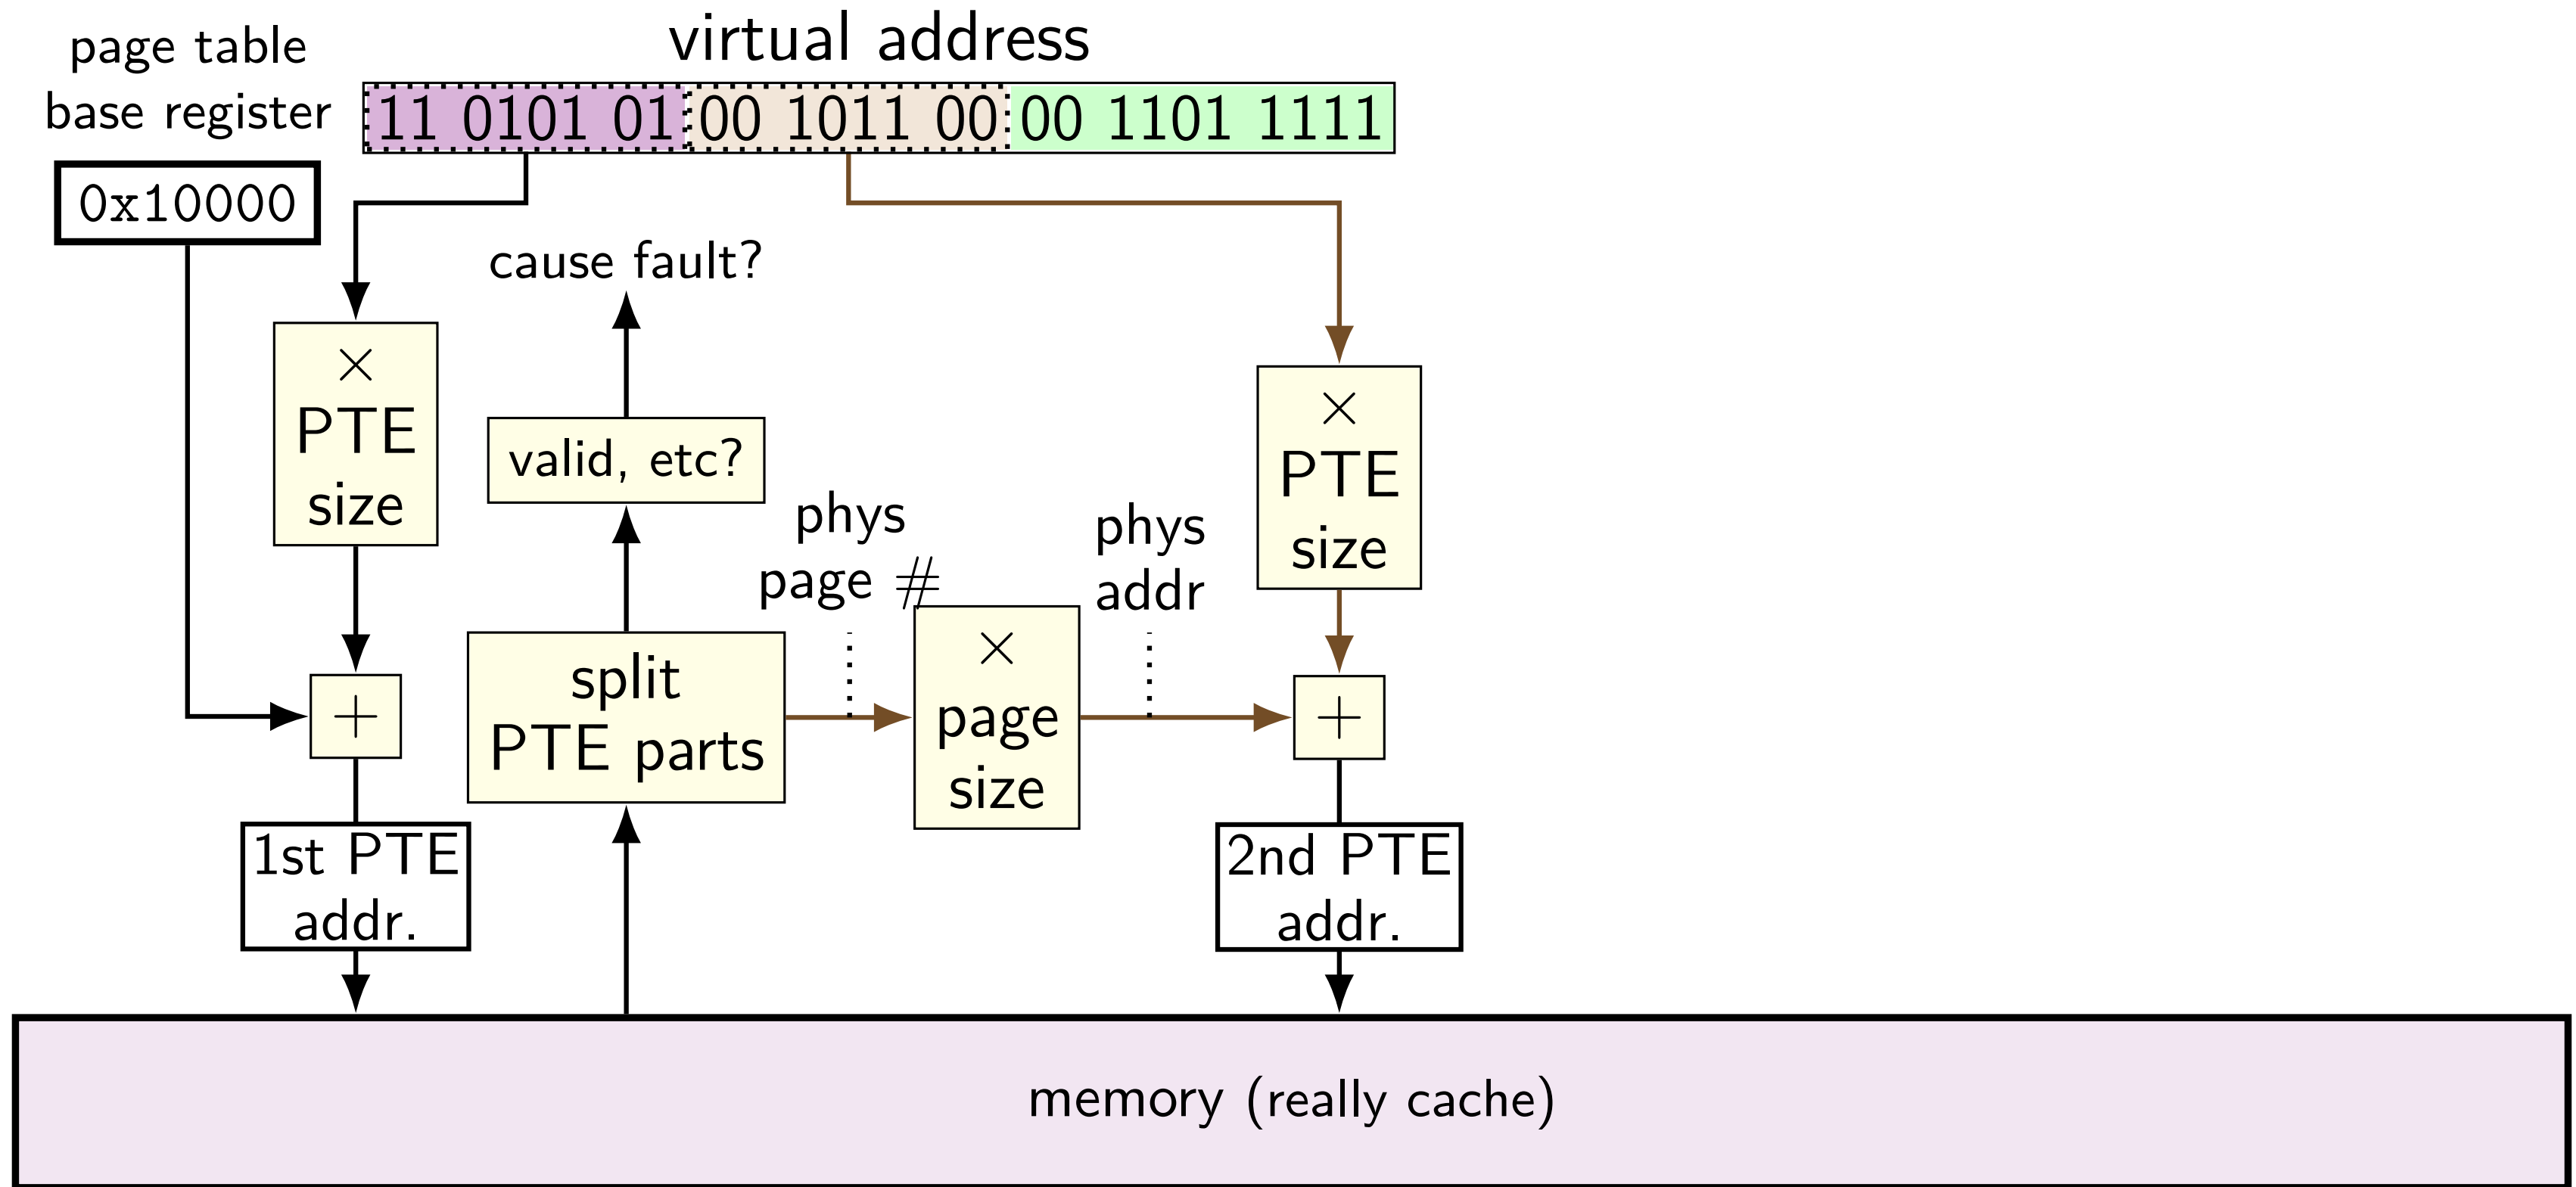 virtual address
page table
base register
11 0101 01 00 1011 00 00 1101 1111
0x10000
cause fault?
×
PTE
size
valid, etc?
phys
page #
phys
addr
×
PTE
size
+
split
PTE parts
×
page
size
+
1st PTE
addr.
2nd PTE
addr.
memory (really cache)